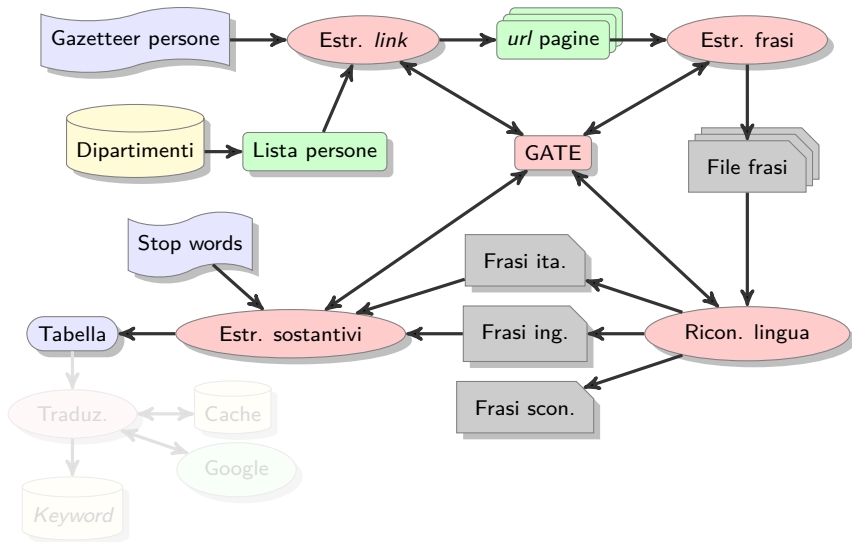 Gazetteer persone
Estr. link
url pagine
Estr. frasi
Dipartimenti
Lista persone
GATE
File frasi
Stop words
Frasi ita.
Tabella
Estr. sostantivi
Frasi ing.
Ricon. lingua
Traduz.
Cache
Frasi scon.
Google
Keyword